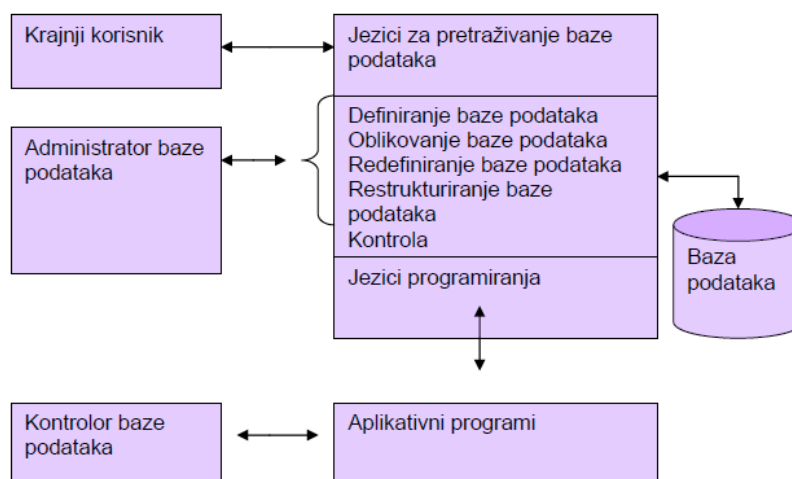 Krajnji korisnik
Jezici za pretraživanje baze
podataka
Administrator baze
podataka
Definiranje baze podataka
Oblikovanje baze podataka
Redefiniranje baze podataka
Restrukturiranje baze
podataka
Kontrola
Baza
podataka
Jezici programiranja
Kontrolor baze
podataka
Aplikativni programi